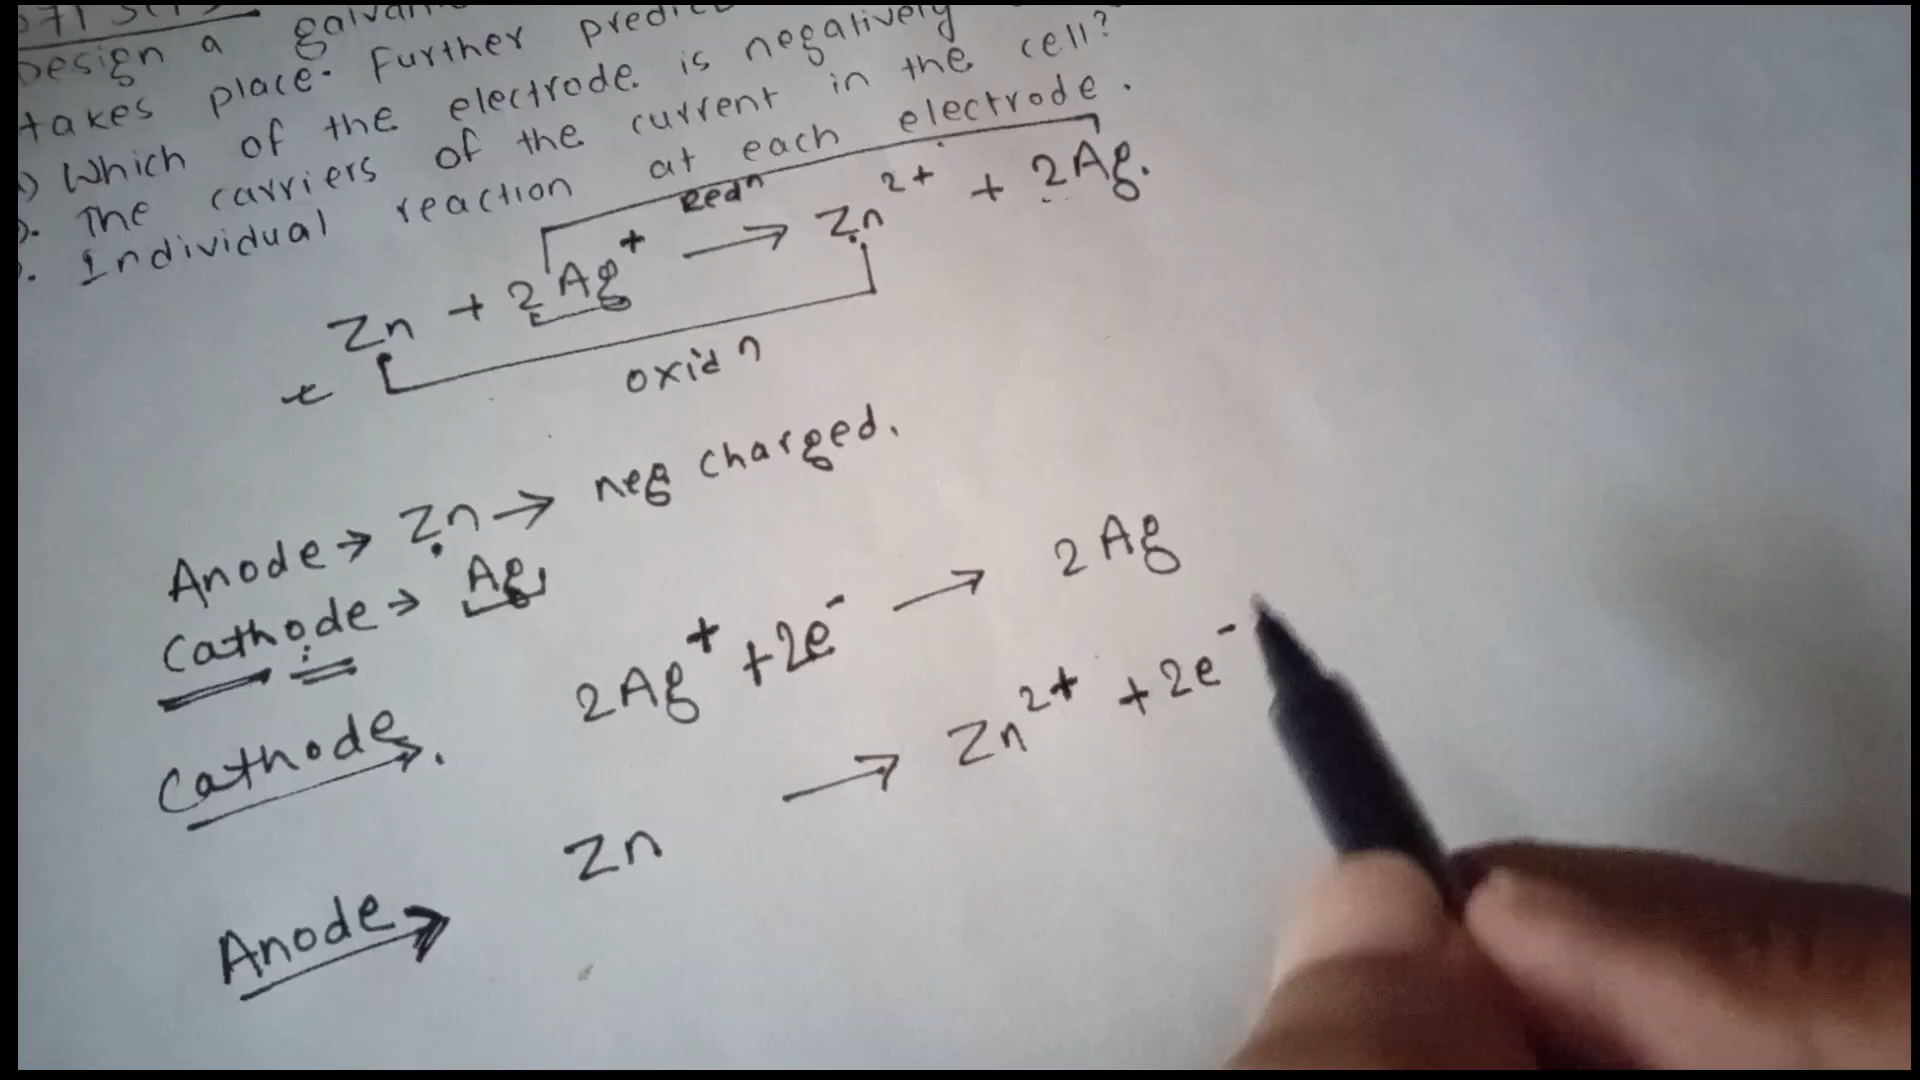 Design a galvan
takes place. Further predic
Which of the electrode is negatively
The carriers of the current in the cell?
Individual reaction at each electrode.
Redn
Zn + 2Ag+ → Zn2+ + 2Ag.
oxidn
Anode → Zn → neg charged.
Cathode → Ag
Cathode. 2Ag+ + 2e- → 2Ag
Anode → Zn → Zn2+ + 2e-